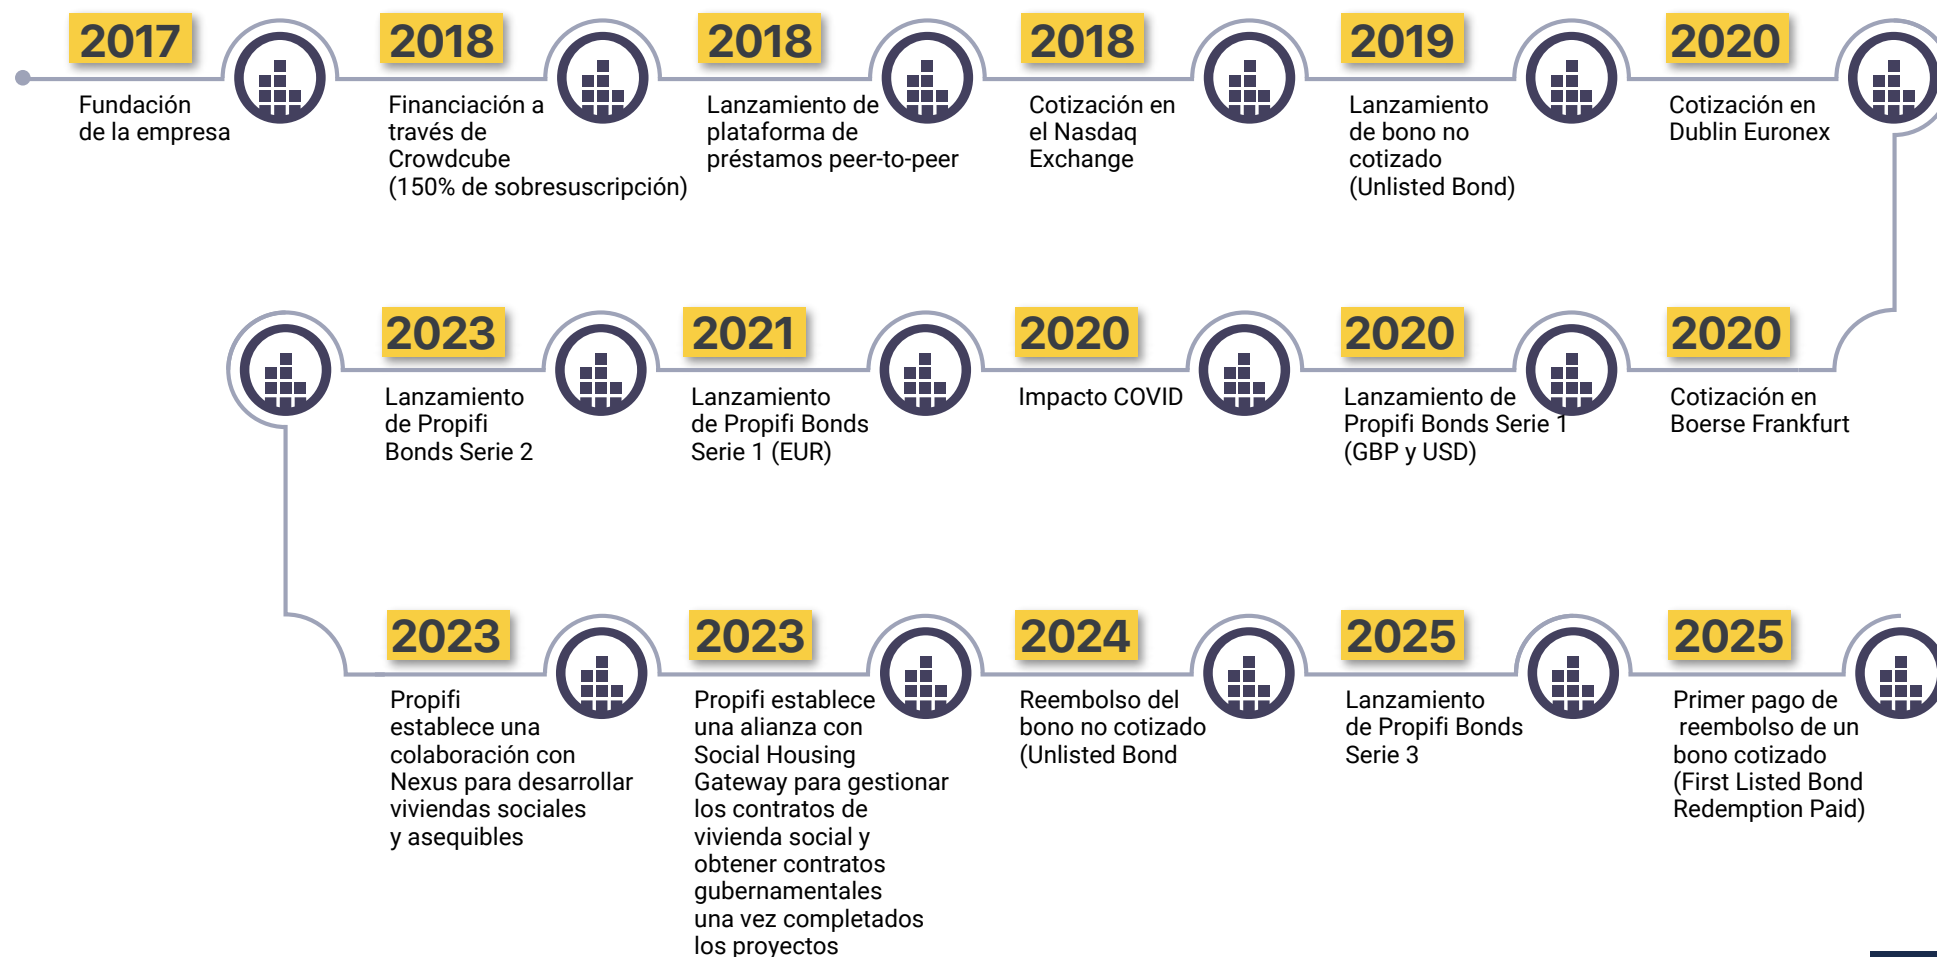 2017
Fundación
de la empresa
2018
Financiación a
través de
Crowdcube
(150% de sobresuscripción)
2018
Lanzamiento de
plataforma de
préstamos peer-to-peer
2018
Cotización en
el Nasdaq
Exchange
2019
Lanzamiento
de bono no
cotizado
(Unlisted Bond)
2020
Cotización en
Dublin Euronex
2020
Cotización en
Boerse Frankfurt
2020
Lanzamiento de
Propifi Bonds Serie 1
(GBP y USD)
2020
Impacto COVID
2021
Lanzamiento
de Propifi Bonds
Serie 1 (EUR)
2023
Lanzamiento
de Propifi
Bonds Serie 2
2023
Propifi
establece una
colaboración con
Nexus para desarrollar
viviendas sociales
y asequibles
2023
Propifi establece
una alianza con
Social Housing
Gateway para gestionar
los contratos de
vivienda social y
obtener contratos
gubernamentales
una vez completados
los proyectos
2024
Reembolso del
bono no cotizado
(Unlisted Bond
2025
Lanzamiento
de Propifi Bonds
Serie 3
2025
Primer pago de
reembolso de un
bono cotizado
(First Listed Bond
Redemption Paid)